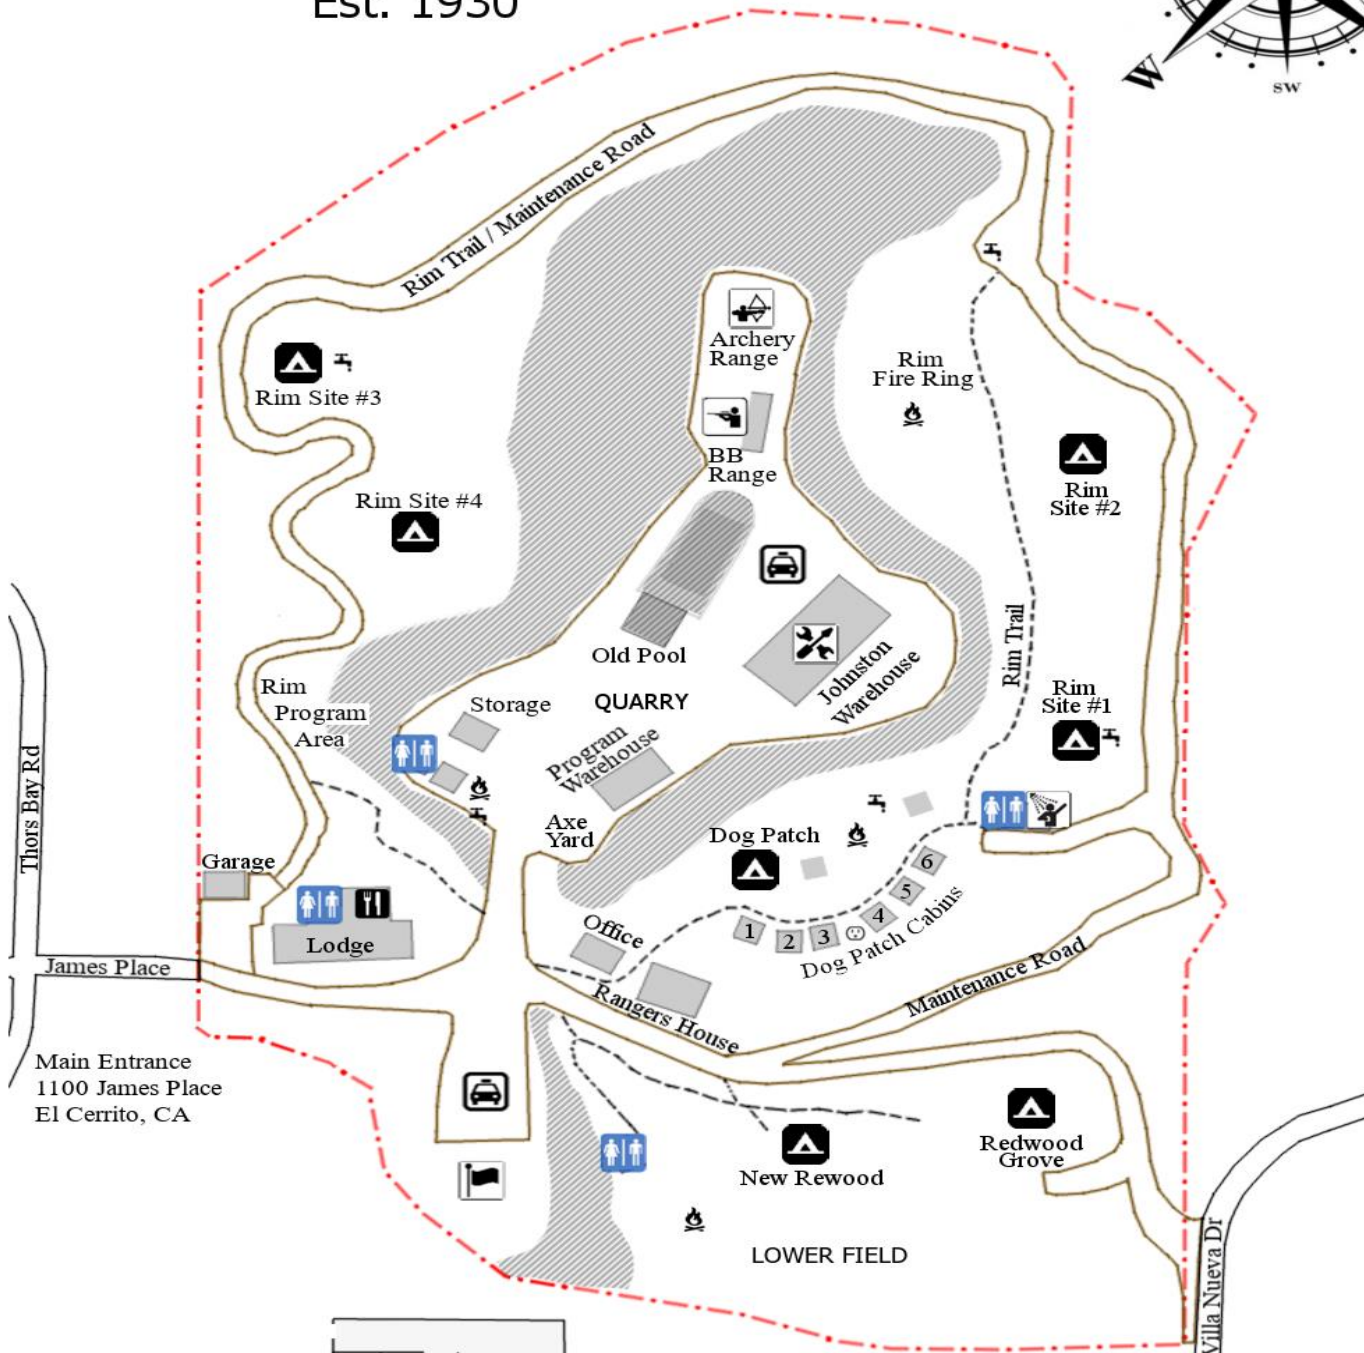 Est. 1930
W
SW
Rim Trail / Maintenance Road
Archery
Range
Rim
Fire Ring
Rim Site #3
BB
Range
Rim
Site #2
Rim Site #4
Old Pool
Johnston
Warehouse
Rim Trail
QUARRY
Storage
Rim
Program
Area
Rim
Site #1
Program
Warehouse
Thors Bay Rd
Axe
Yard
Dog Patch
Garage
6
5
4
3
2
1
Dog Patch Cabins
Office
Lodge
James Place
Rangers House
Maintenance Road
Main Entrance
1100 James Place
El Cerrito, CA
Redwood
Grove
New Rewood
LOWER FIELD
Villa Nueva Dr